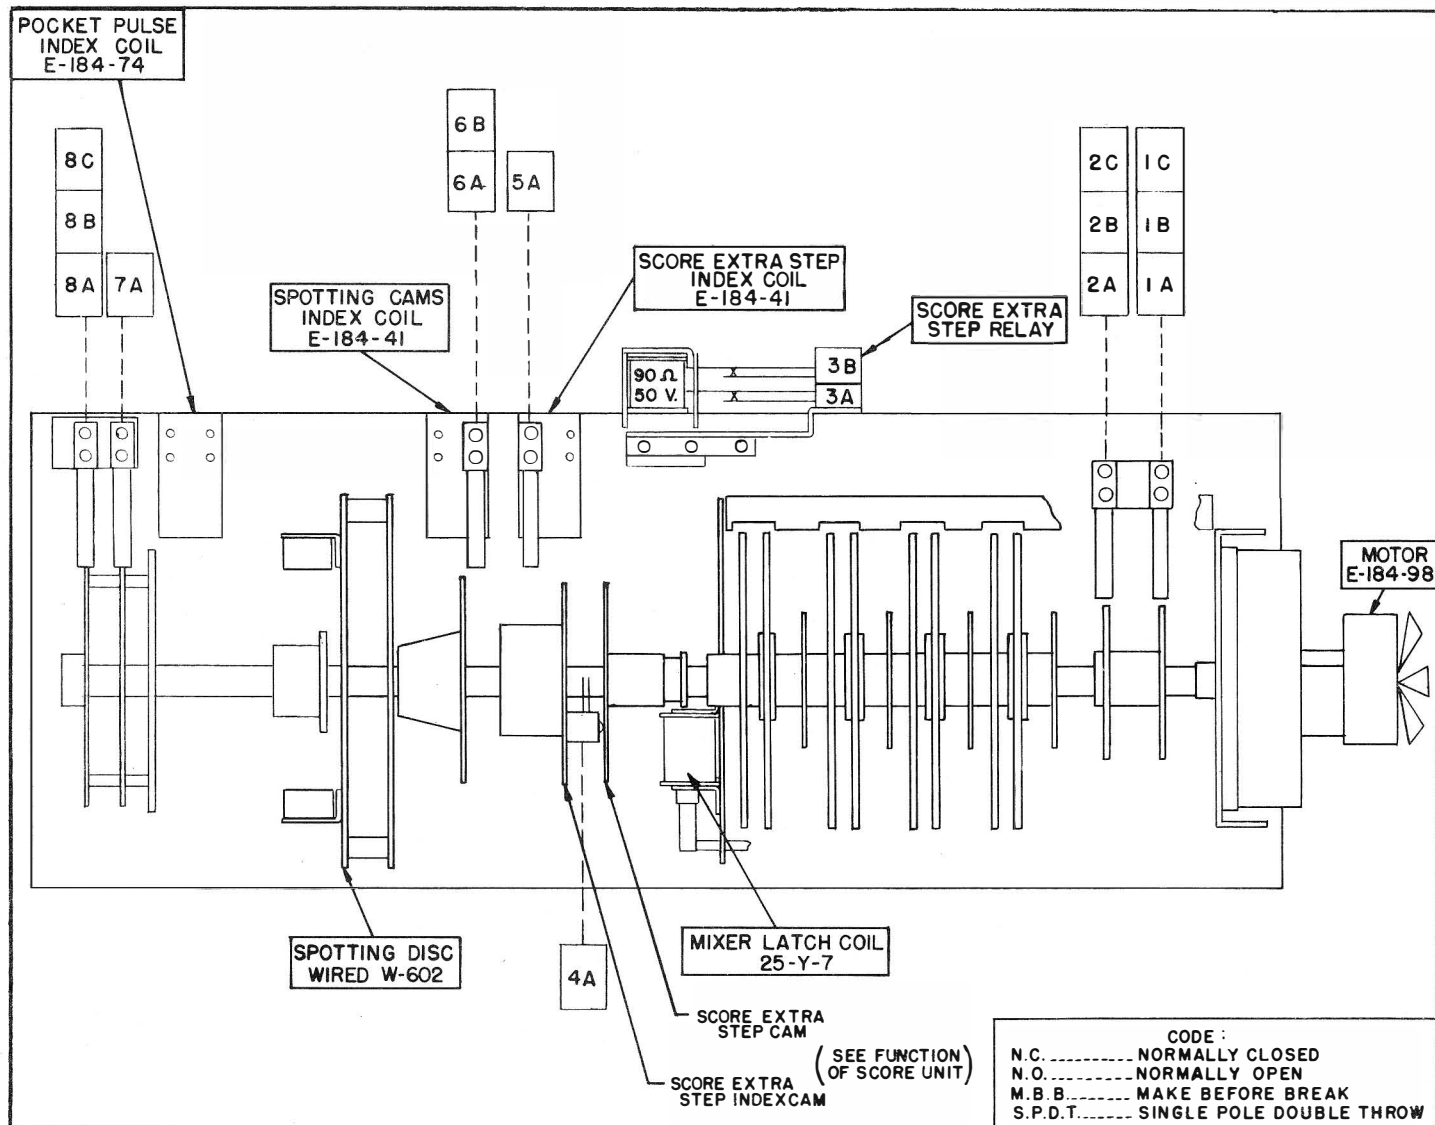 POCKET PULSE
INDEX COIL
E-184-74
8C
8B
8A
7A
6B
6A
5A
2C
2B
2A
1C
1B
1A
SPOTTING CAMS
INDEX COIL
E-184-41
SCORE EXTRA STEP
INDEX COIL
E-184-41
SCORE EXTRA
STEP RELAY
90 Ω
50 V.
3B
3A
MOTOR
E-184-98
SPOTTING DISC
WIRED W-602
4A
MIXER LATCH COIL
25-Y-7
SCORE EXTRA
STEP CAM
(SEE FUNCTION
OF SCORE UNIT)
SCORE EXTRA
STEP INDEXCAM
CODE:
N.C.......... NORMALLY CLOSED
N.O.......... NORMALLY OPEN
M.B.B........ MAKE BEFORE BREAK
S.P.D.T....... SINGLE POLE DOUBLE THROW